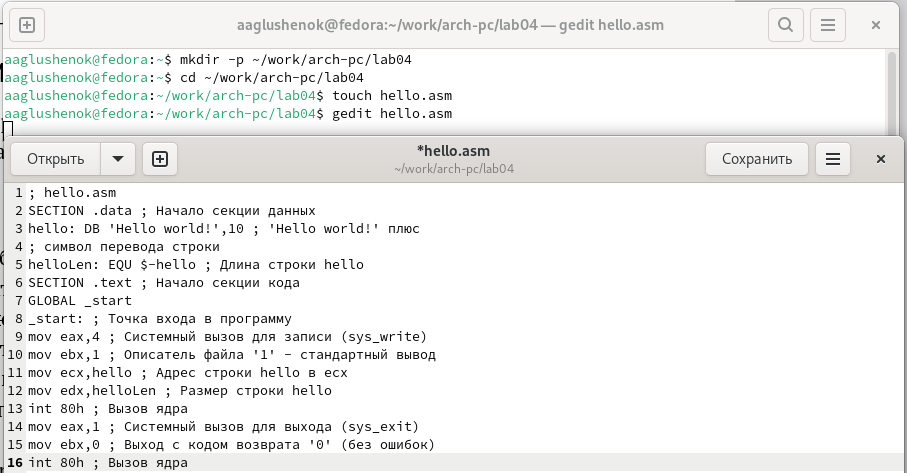 aaglushenok@fedora:~/work/arch-pc/lab04 — gedit hello.asm
aaglushenok@fedora:~$ mkdir -p ~/work/arch-pc/lab04
aaglushenok@fedora:~$ cd ~/work/arch-pc/lab04
aaglushenok@fedora:~/work/arch-pc/lab04$ touch hello.asm
aaglushenok@fedora:~/work/arch-pc/lab04$ gedit hello.asm
Открыть
*hello.asm
~/work/arch-pc/lab04
Сохранить
1 ; hello.asm
2 SECTION .data ; Начало секции данных
3 hello: DB 'Hello world!',10 ; 'Hello world!' плюс
4 ; символ перевода строки
5 helloLen: EQU $-hello ; Длина строки hello
6 SECTION .text ; Начало секции кода
7 GLOBAL _start
8 _start: ; Точка входа в программу
9 mov eax,4 ; Системный вызов для записи (sys_write)
10 mov ebx,1 ; Описатель файла '1' - стандартный вывод
11 mov ecx,hello ; Адрес строки hello в ecx
12 mov edx,helloLen ; Размер строки hello
13 int 80h ; Вызов ядра
14 mov eax,1 ; Системный вызов для выхода (sys_exit)
15 mov ebx,0 ; Выход с кодом возврата '0' (без ошибок)
16 int 80h ; Вызов ядра